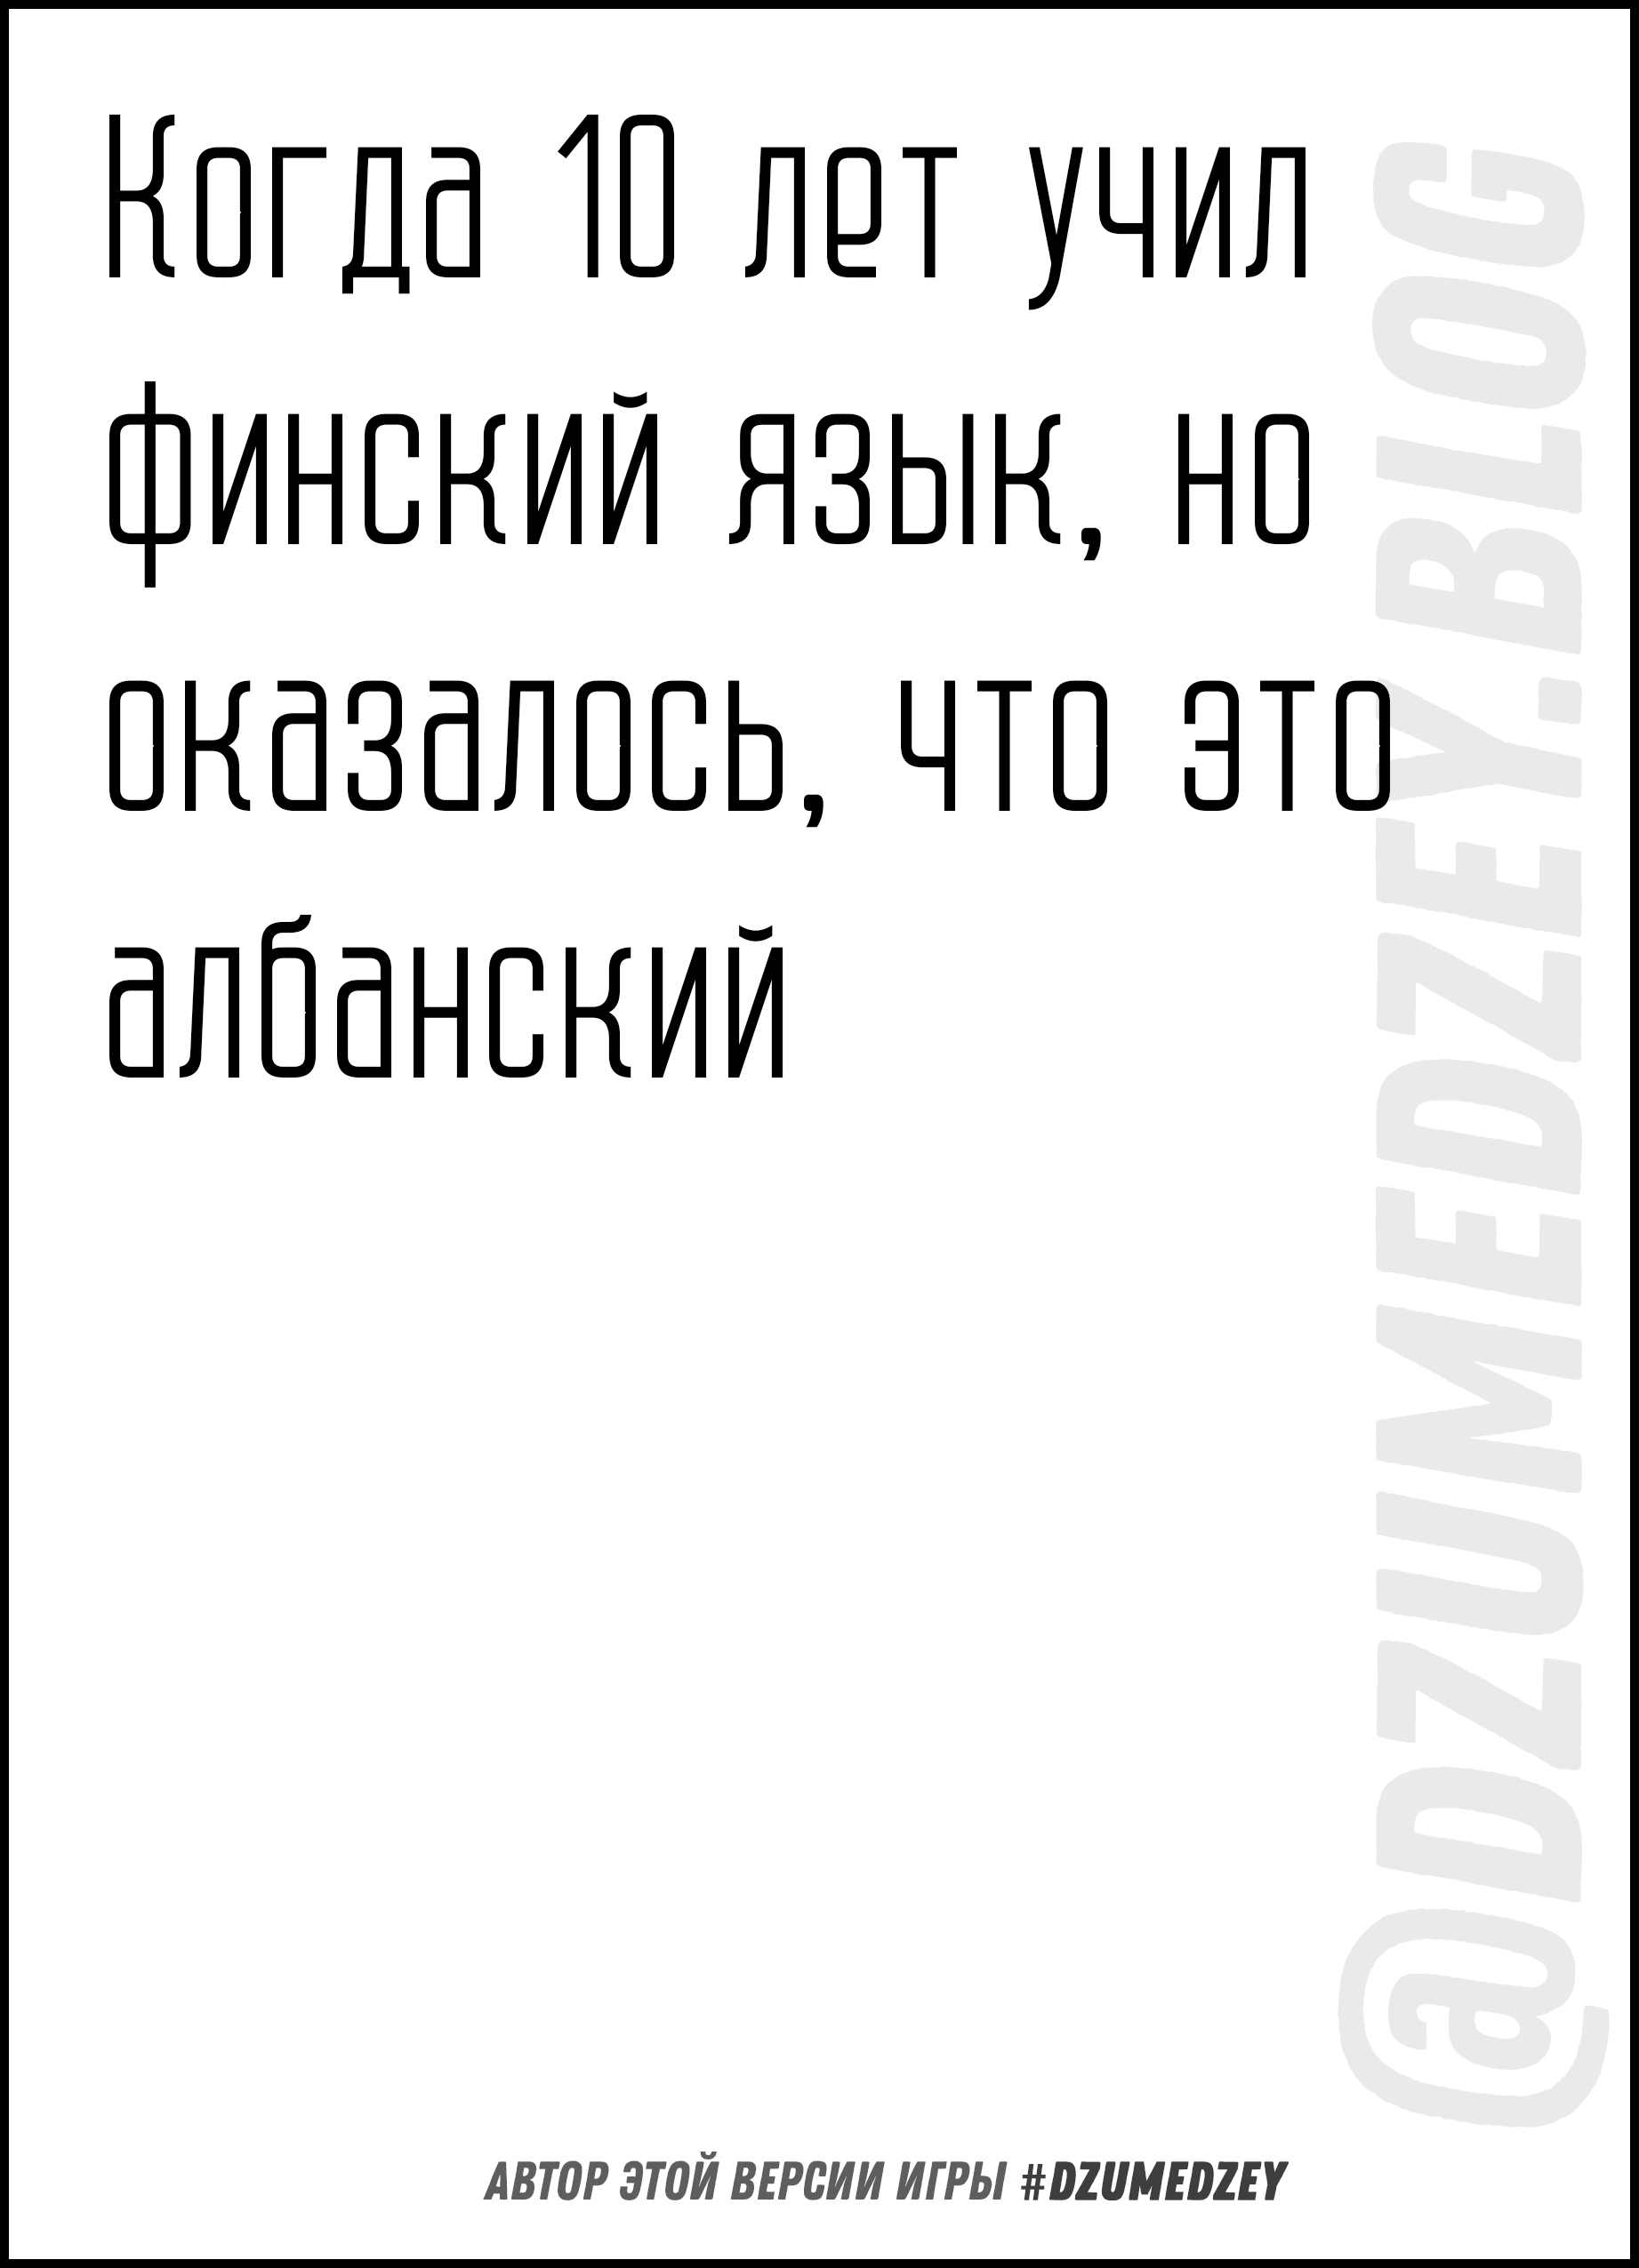 Когда 10 лет учил
финский язык, но
оказалось, что это
албанский
@DZUMEDZEY.BLOG
АВТОР ЭТОЙ ВЕРСИИ ИГРЫ #DZUMEDZEY